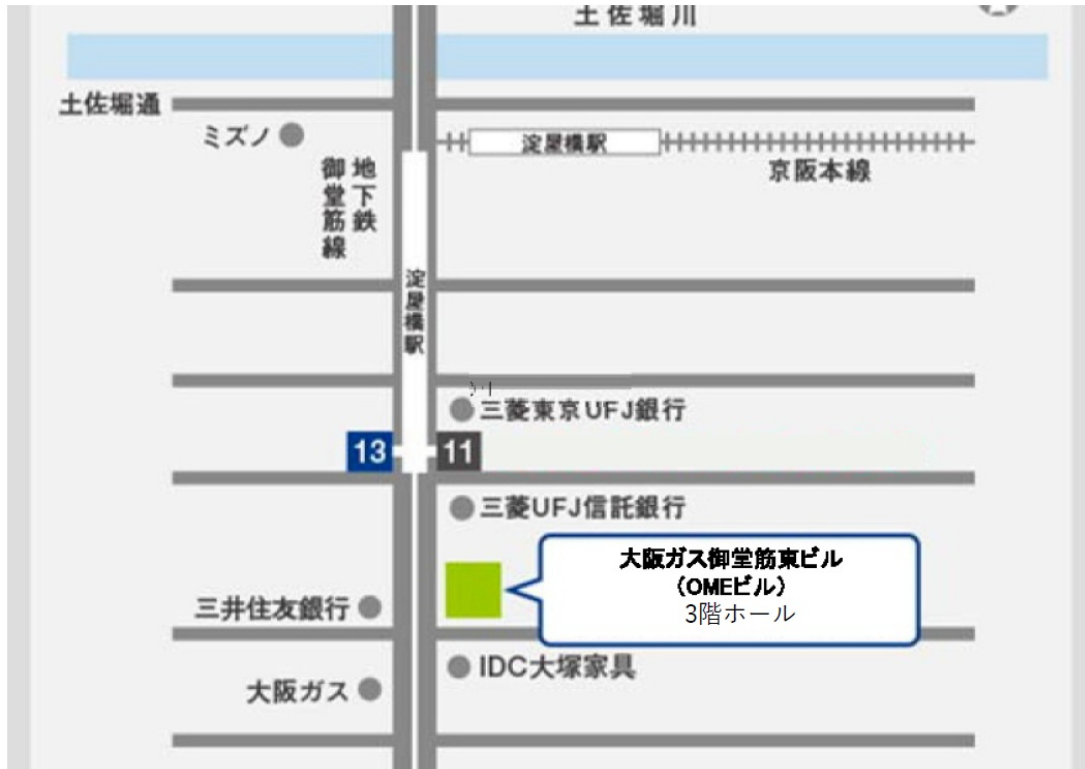 土佐堀川
土佐堀通
ミズノ
淀屋橋駅
京阪本線
地下鉄
御堂筋線
淀屋橋駅
三菱東京UFJ銀行
13
11
三菱UFJ信託銀行
大阪ガス御堂筋東ビル
（OMEビル）
3階ホール
三井住友銀行
IDC大塚家具
大阪ガス